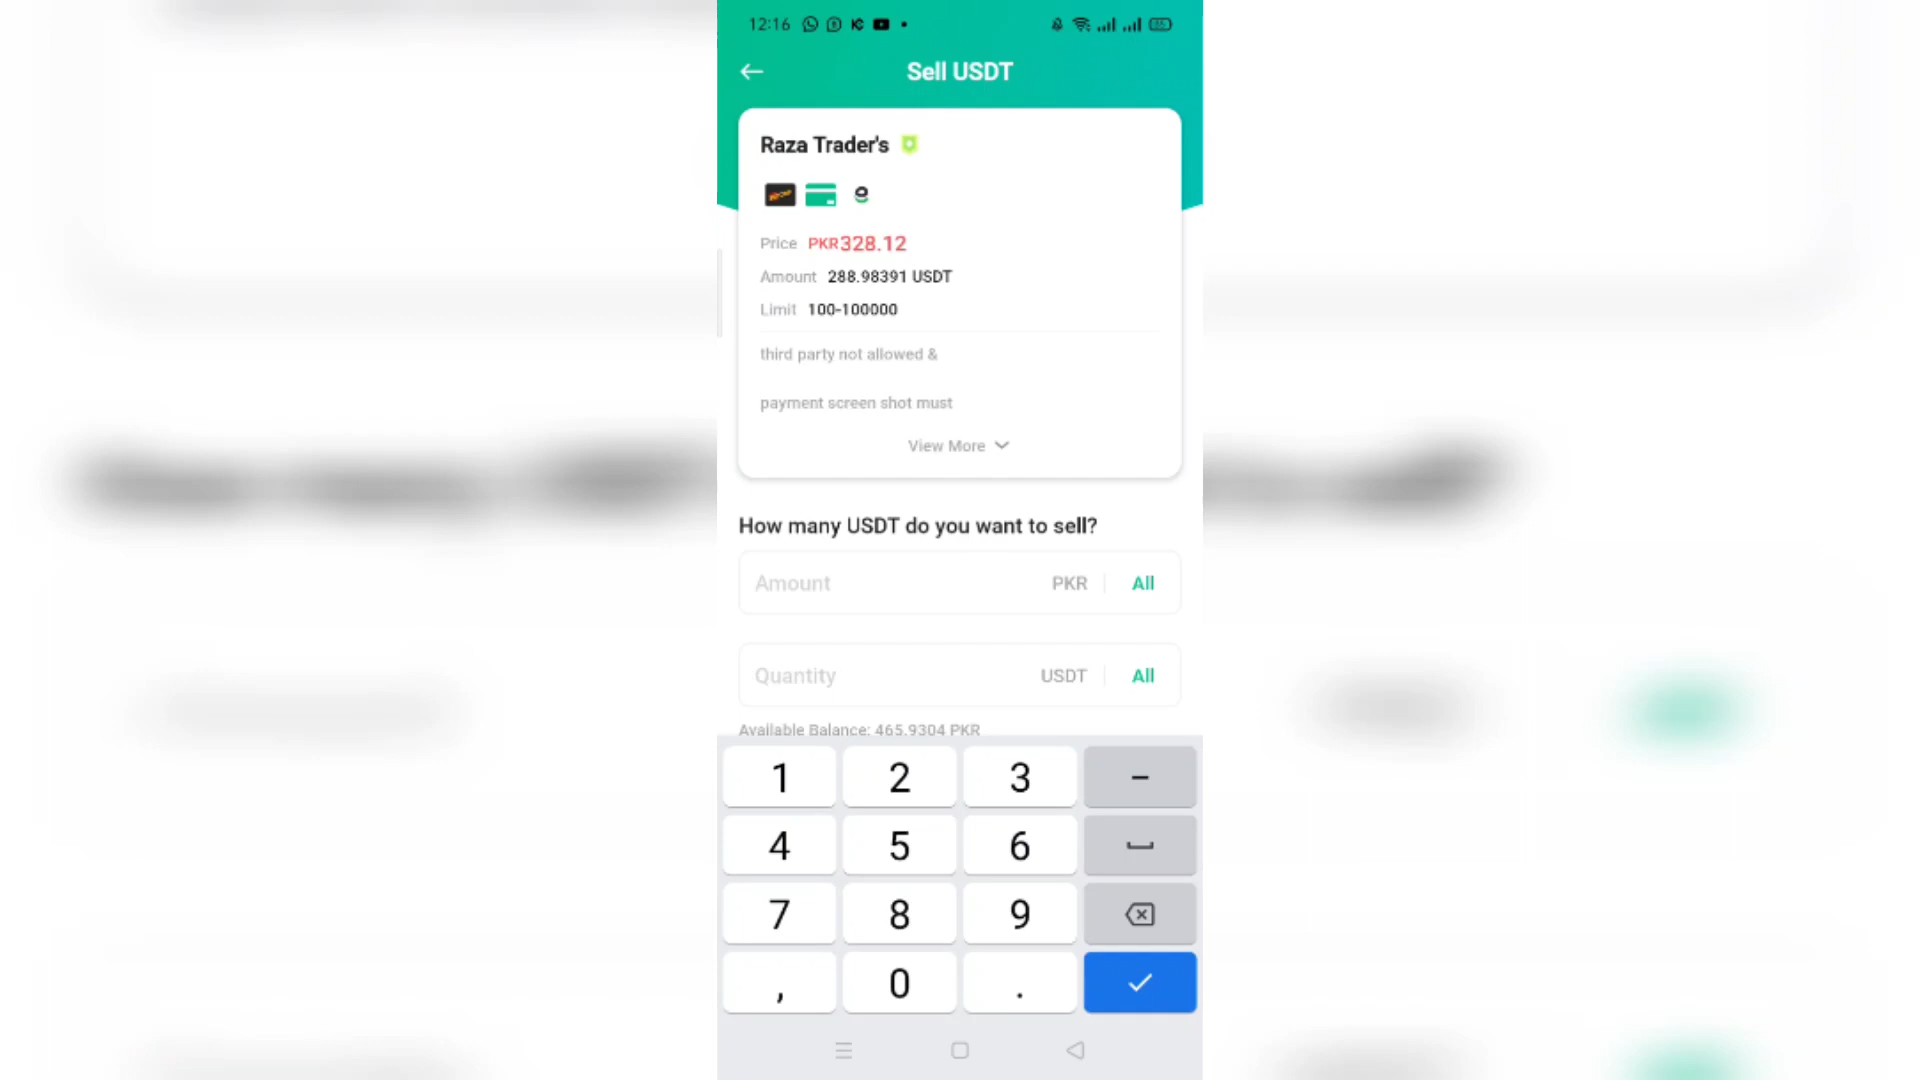 12:16
Sell USDT
Raza Trader's
Price PKR328.12
Amount 288.98391 USDT
Limit 100-100000
third party not allowed &
payment screen shot must
View More
How many USDT do you want to sell?
Amount PKR All
Quantity USDT All
Available Balance: 465.9304 PKR
1 2 3 -
4 5 6
7 8 9
, 0 .